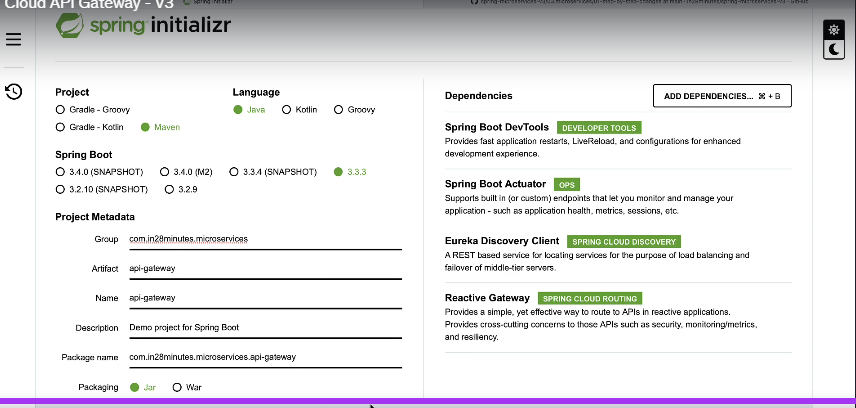 Cloud API Gateway - V3
spring initializr
Project
Gradle - Groovy
Gradle - Kotlin
Maven
Language
Java
Kotlin
Groovy
Spring Boot
3.4.0 (SNAPSHOT)
3.4.0 (M2)
3.3.4 (SNAPSHOT)
3.3.3
3.2.10 (SNAPSHOT)
3.2.9
Project Metadata
Group com.in28minutes.microservices
Artifact api-gateway
Name api-gateway
Description Demo project for Spring Boot
Package name com.in28minutes.microservices.api-gateway
Packaging Jar War
Dependencies
ADD DEPENDENCIES... ⌘ + B
Spring Boot DevTools DEVELOPER TOOLS
Provides fast application restarts, LiveReload, and configurations for enhanced
development experience.
Spring Boot Actuator OPS
Supports built in (or custom) endpoints that let you monitor and manage your
application - such as application health, metrics, sessions, etc.
Eureka Discovery Client SPRING CLOUD DISCOVERY
A REST based service for locating services for the purpose of load balancing and
failover of middle-tier servers.
Reactive Gateway SPRING CLOUD ROUTING
Provides a simple, yet effective way to route to APIs in reactive applications.
Provides cross-cutting concerns to those APIs such as security, monitoring/metrics,
and resiliency.